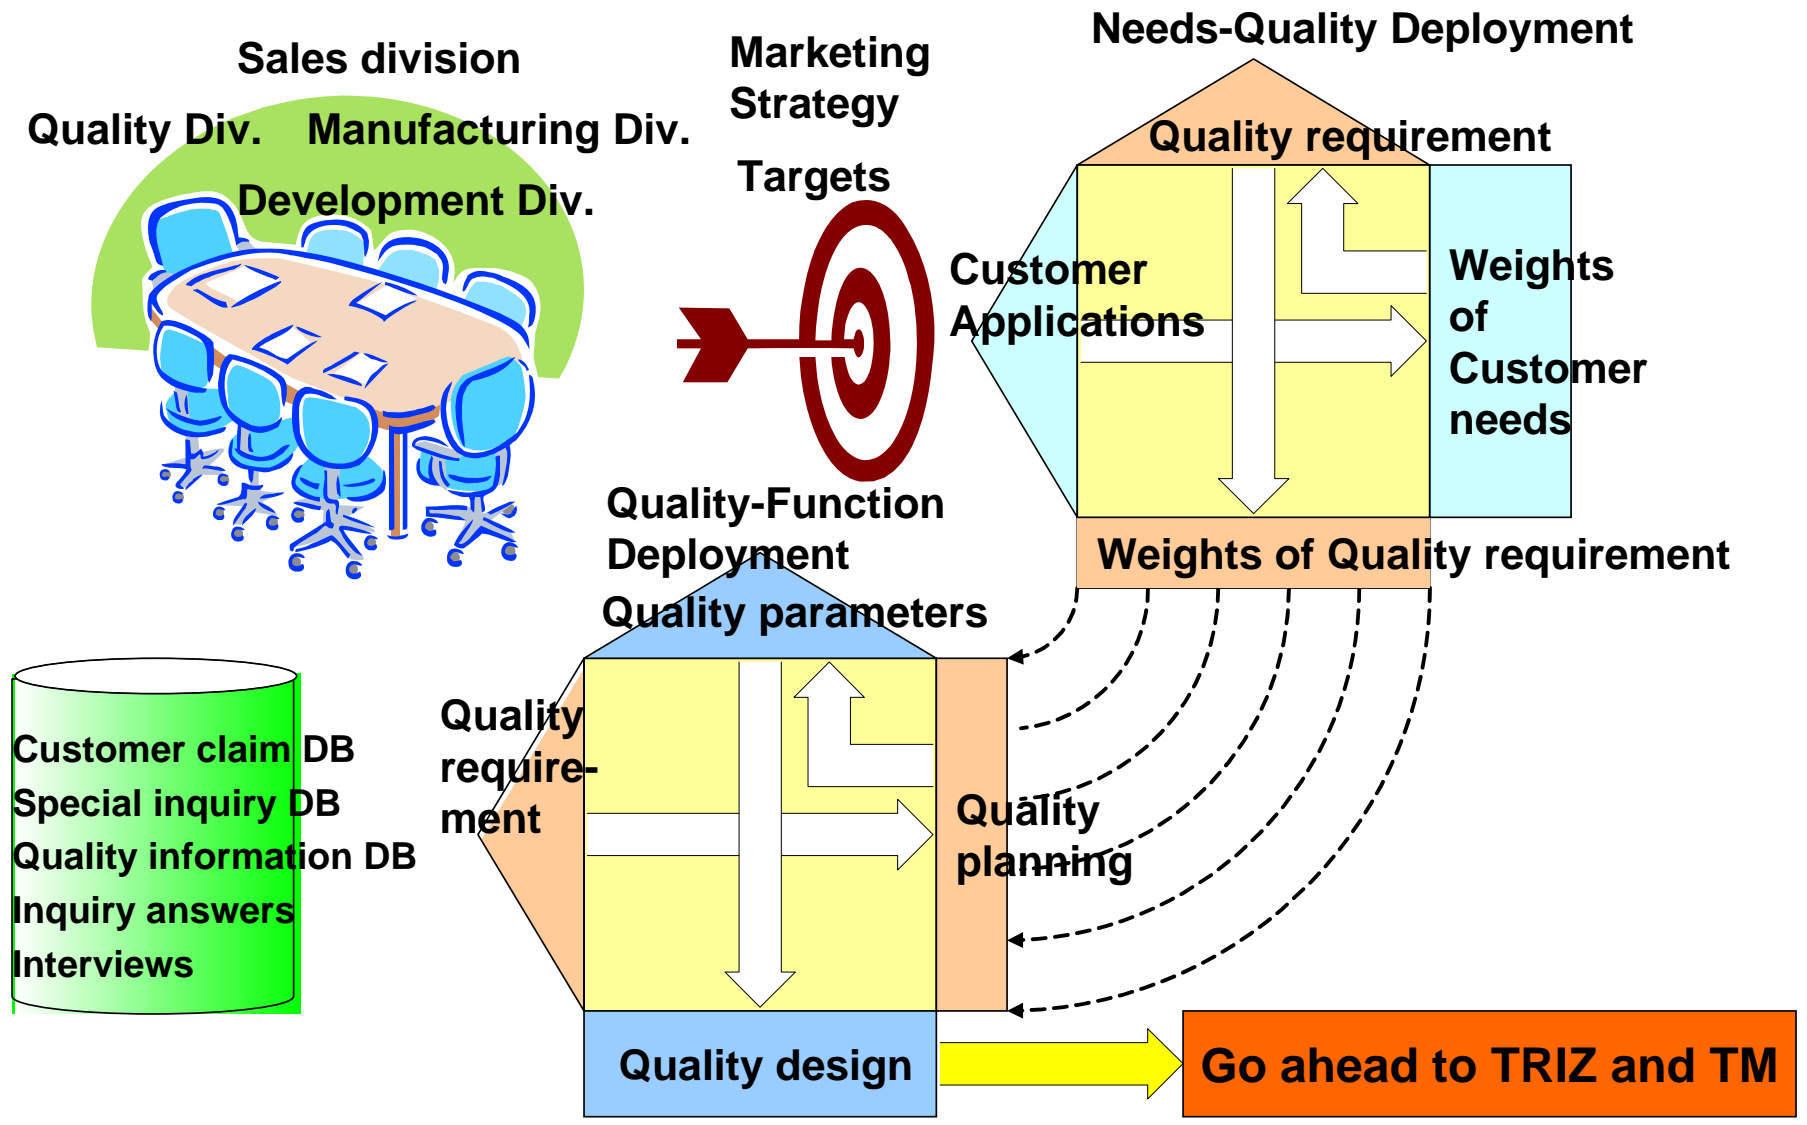 Sales division
Quality Div. Manufacturing Div.
Development Div.
Marketing
Strategy
Targets
Needs-Quality Deployment
Quality requirement
Customer
Applications
Weights
of
Customer
needs
Weights of Quality requirement
Quality-Function
Deployment
Quality parameters
Quality
require-
ment
Quality
planning
Customer claim DB
Special inquiry DB
Quality information DB
Inquiry answers
Interviews
Quality design
Go ahead to TRIZ and TM